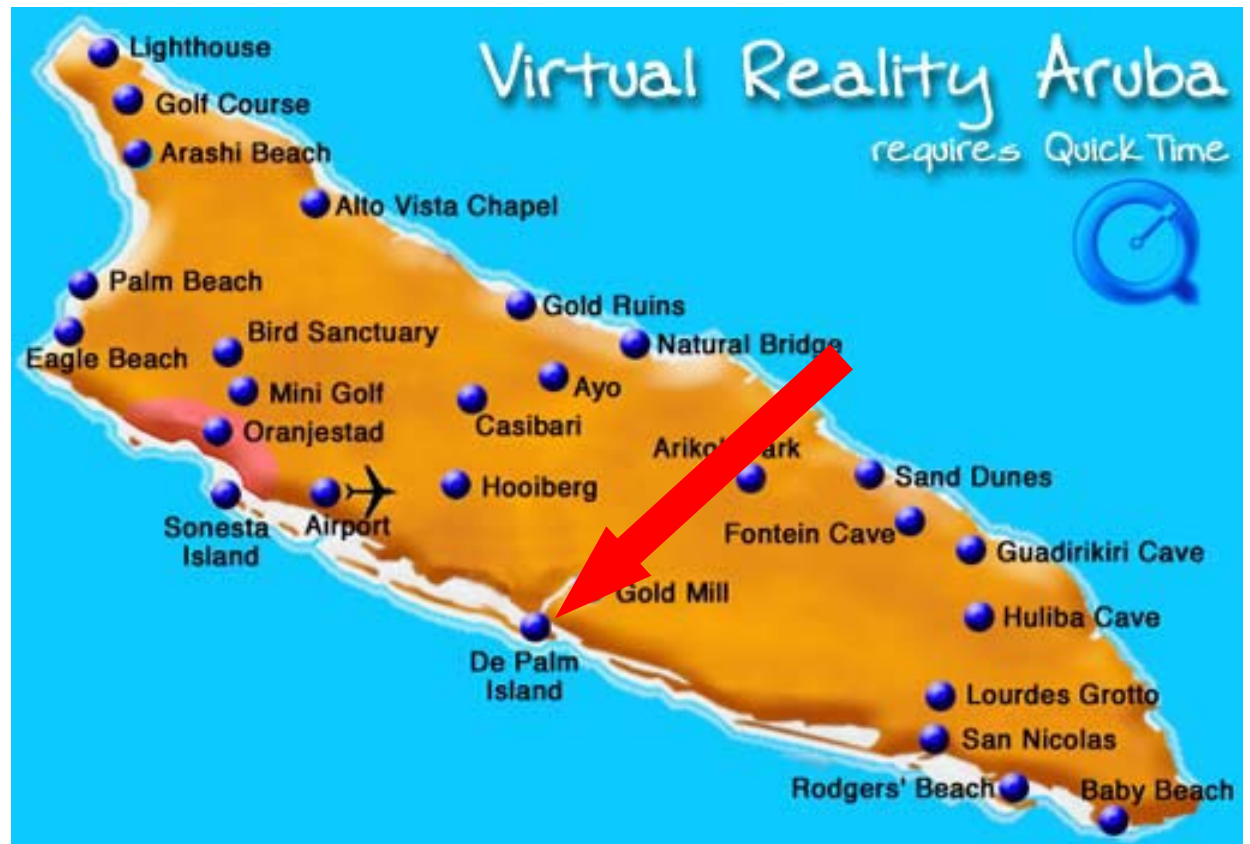 Virtual Reality Aruba
requires Quick Time
Lighthouse
Golf Course
Arashi Beach
Alto Vista Chapel
Palm Beach
Gold Ruins
Bird Sanctuary
Natural Bridge
Eagle Beach
Ayo
Mini Golf
Casibari
Oranjestad
Sand Dunes
Hooiberg
Airport
Sonesta
Island
Fontein Cave
Guadirikiri Cave
Gold Mill
Huliba Cave
De Palm
Island
Lourdes Grotto
San Nicolas
Rodgers' Beach
Baby Beach